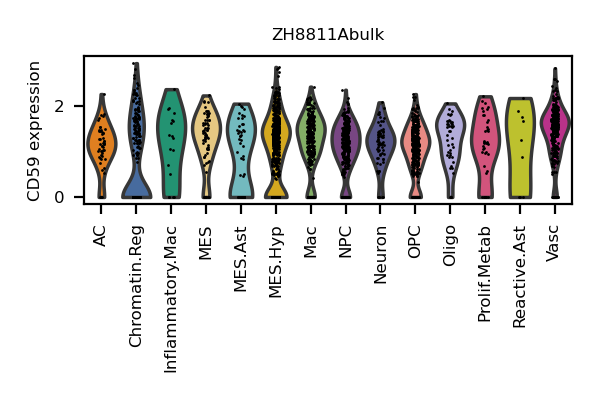 ZH8811Abulk
CD59 expression
2
0
AC
Chromatin.Reg
Inflammatory.Mac
MES
MES.Ast
MES.Hyp
Mac
NPC
Neuron
OPC
Oligo
Prolif.Metab
Reactive.Ast
Vasc